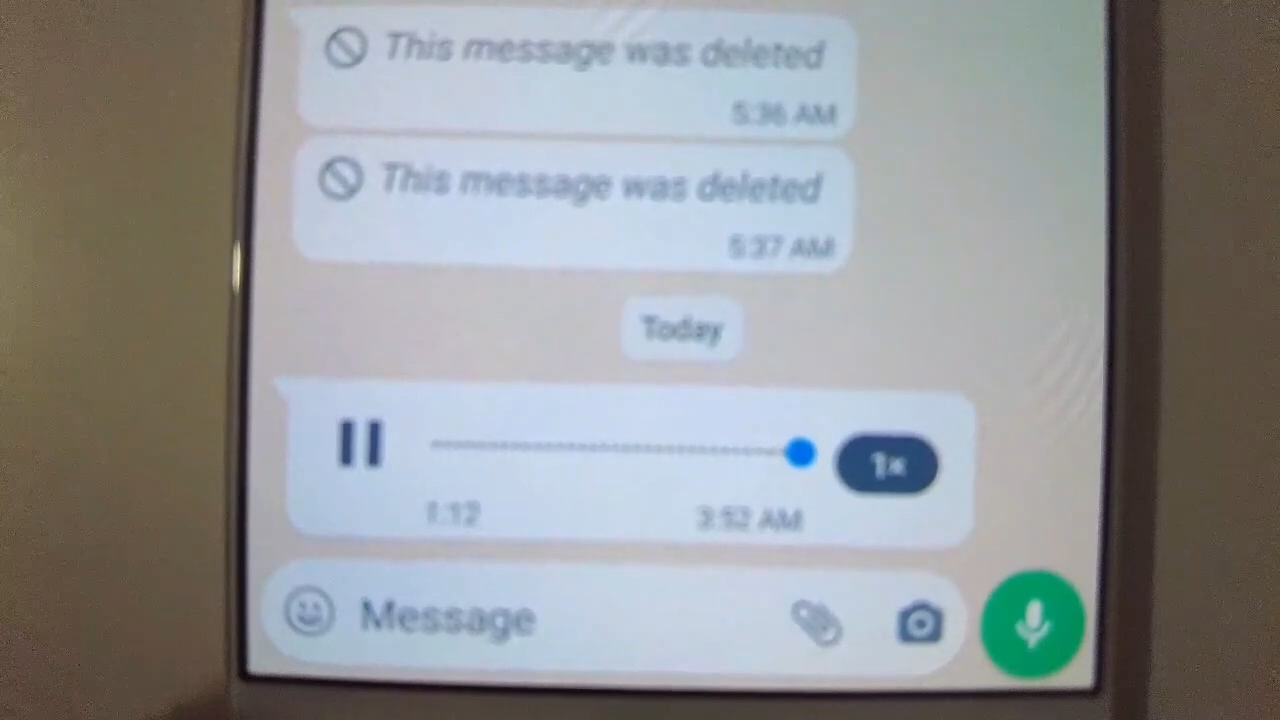 This message was deleted
5:36 AM
This message was deleted
5:37 AM
Today
1x
1:12
3:52 AM
Message